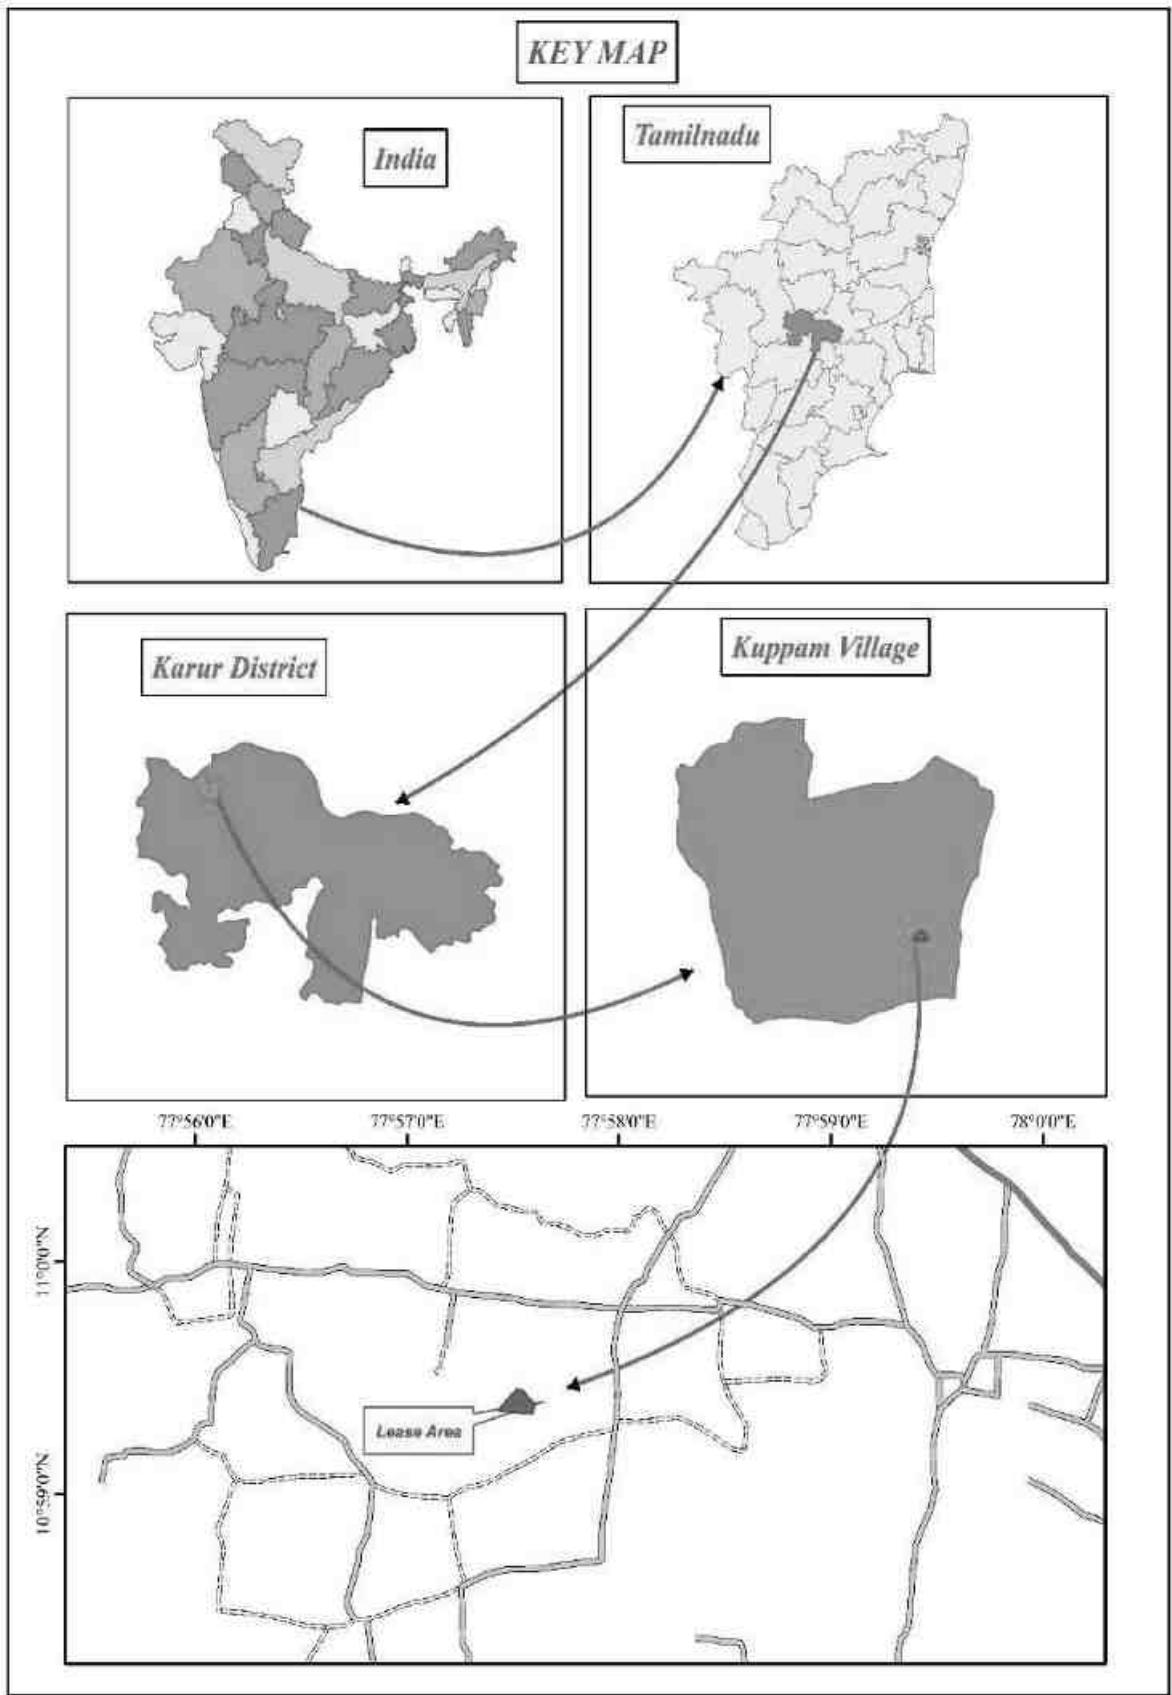 KEY MAP
India
Tamilnadu
Karur District
Kuppam Village
77°56'0"E
77°57'0"E
77°58'0"E
77°59'0"E
78°0'0"E
11°0'0"N
Lease Area
10°59'0"N